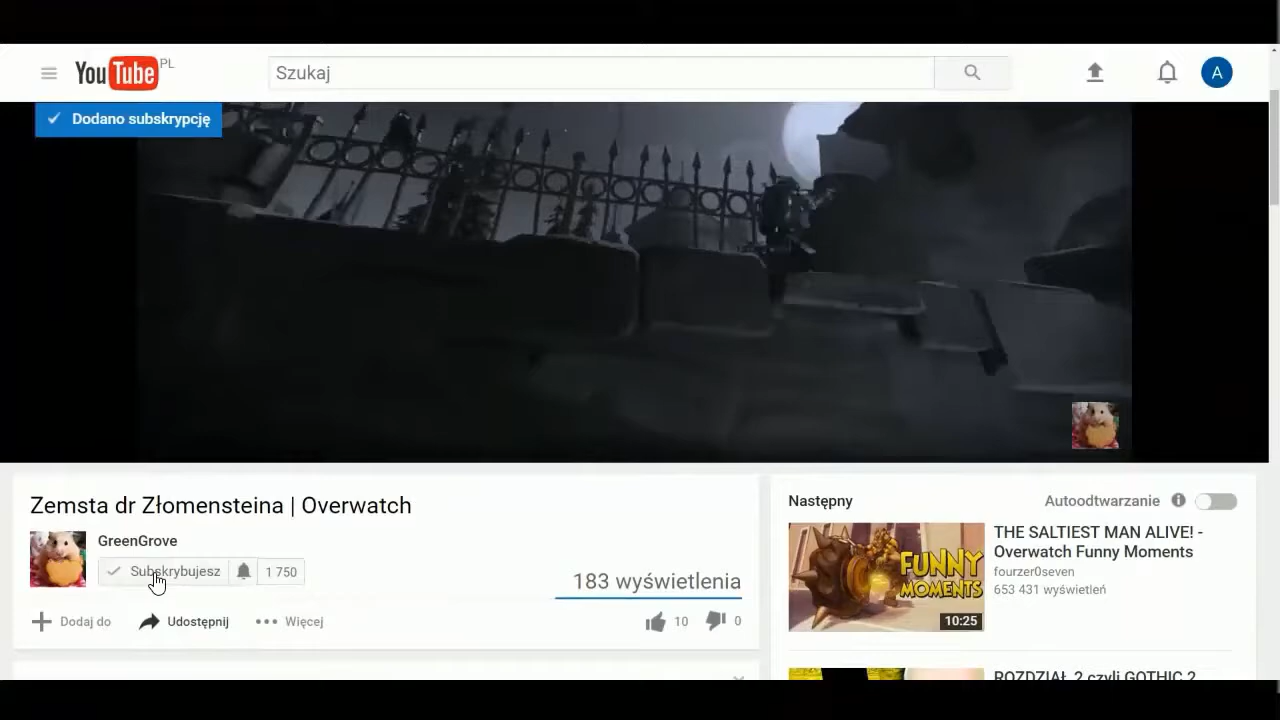 YouTube PL
Szukaj
A
Dodano subskrypcję
Zemsta dr Złomensteina | Overwatch
GreenGrove
Subskrybujesz
1 750
183 wyświetlenia
Dodaj do
Udostępnij
Więcej
10
0
Następny
Autoodtwarzanie
THE SALTIEST MAN ALIVE! -
Overwatch Funny Moments
fourzer0seven
653 431 wyświetleń
FUNNY
MOMENTS
10:25
ROZDZIAŁ 2 czyli GOTHIC 2